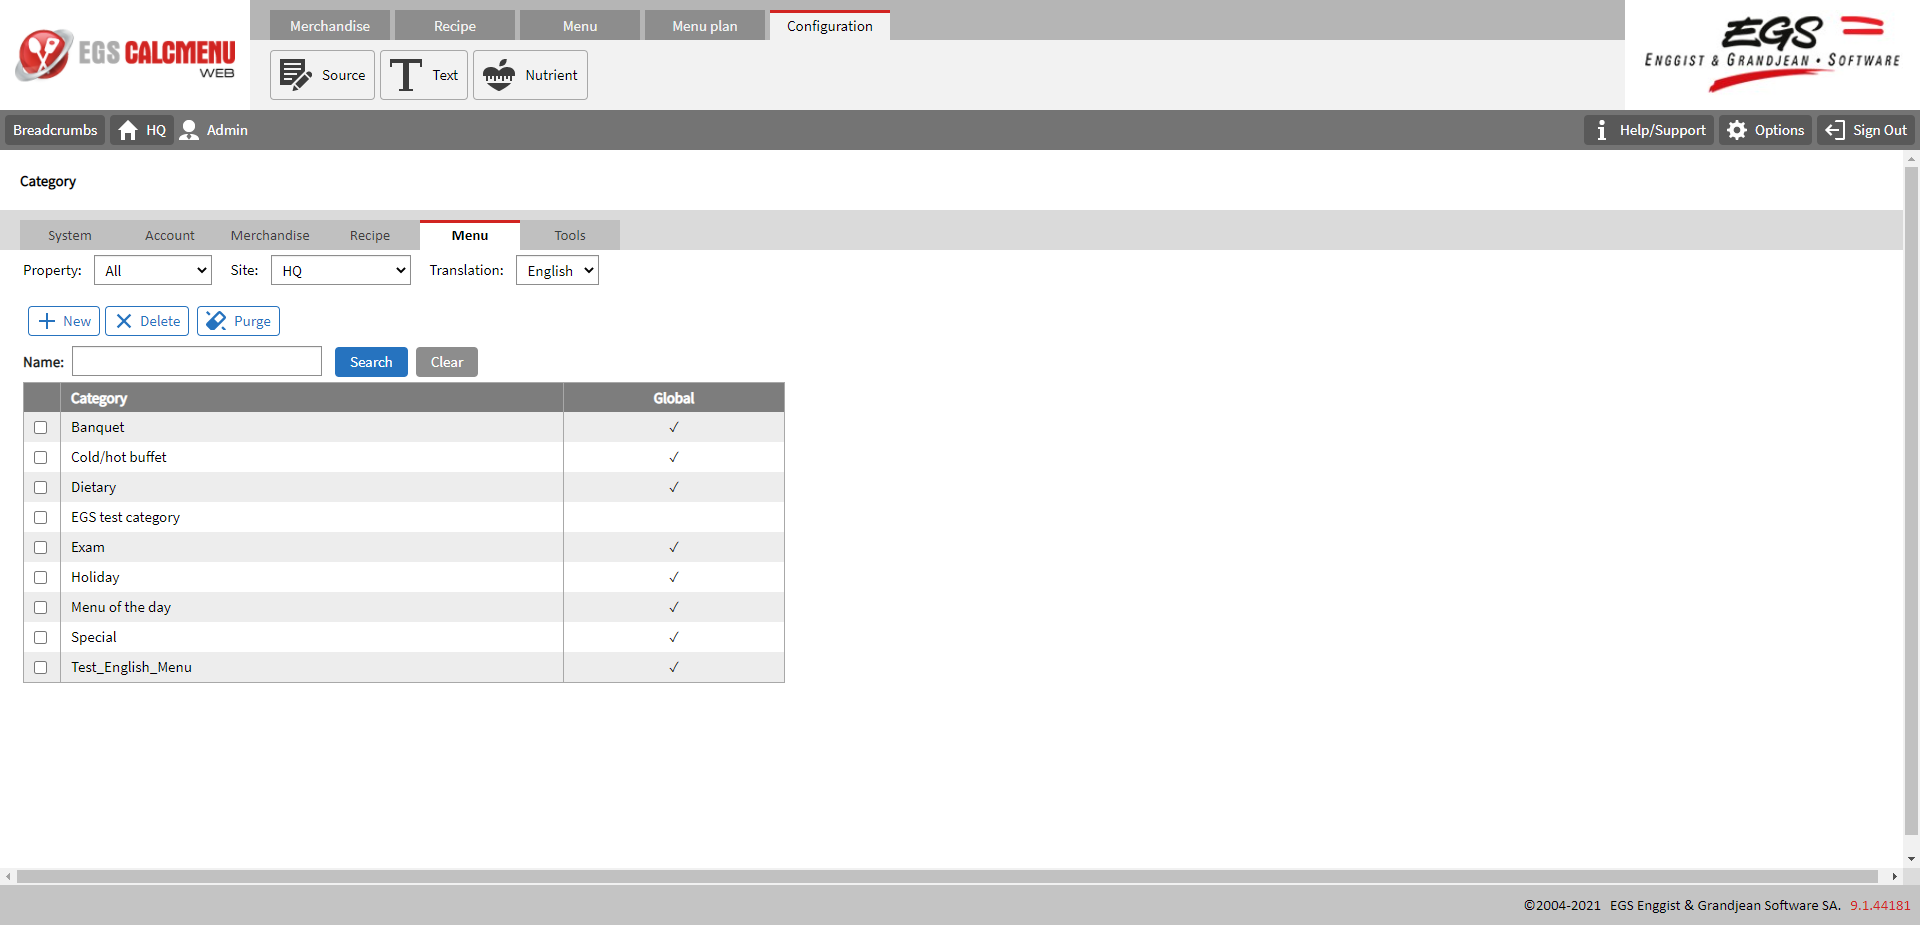 EGS CALCMENU
WEB
Merchandise Recipe Menu Menu plan Configuration
Source Text Nutrient
EGS
ENGGIST & GRANDJEAN • SOFTWARE
Breadcrumbs HQ Admin Help/Support Options Sign Out
Category
System Account Merchandise Recipe Menu Tools
Property: All Site: HQ Translation: English
New Delete Purge
Name: Search Clear
Category Global
Banquet ✓
Cold/hot buffet ✓
Dietary ✓
EGS test category
Exam ✓
Holiday ✓
Menu of the day ✓
Special ✓
Test_English_Menu ✓
©2004-2021 EGS Enggist & Grandjean Software SA. 9.1.44181